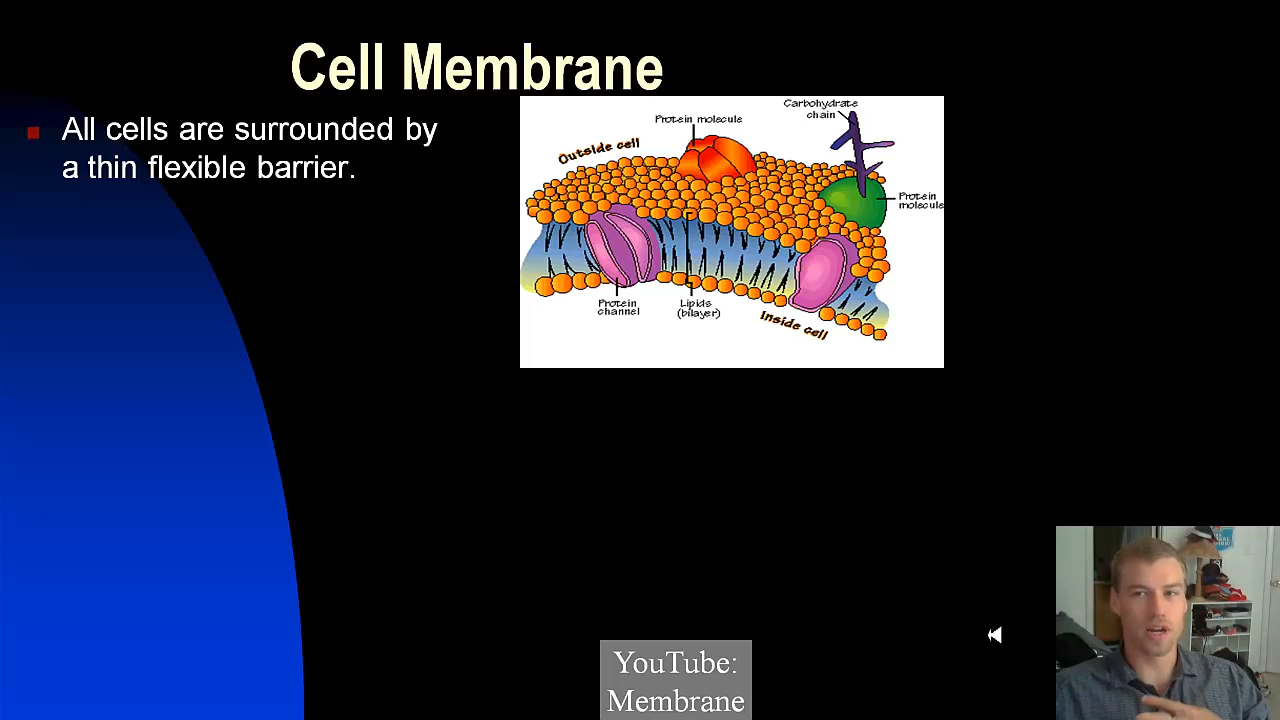 Cell Membrane
All cells are surrounded by
a thin flexible barrier.
Carbohydrate
chain
Protein molecule
Outside cell
Protein
molecule
Protein
channel
Lipids
(bilayer)
Inside cell
YouTube:
Membrane